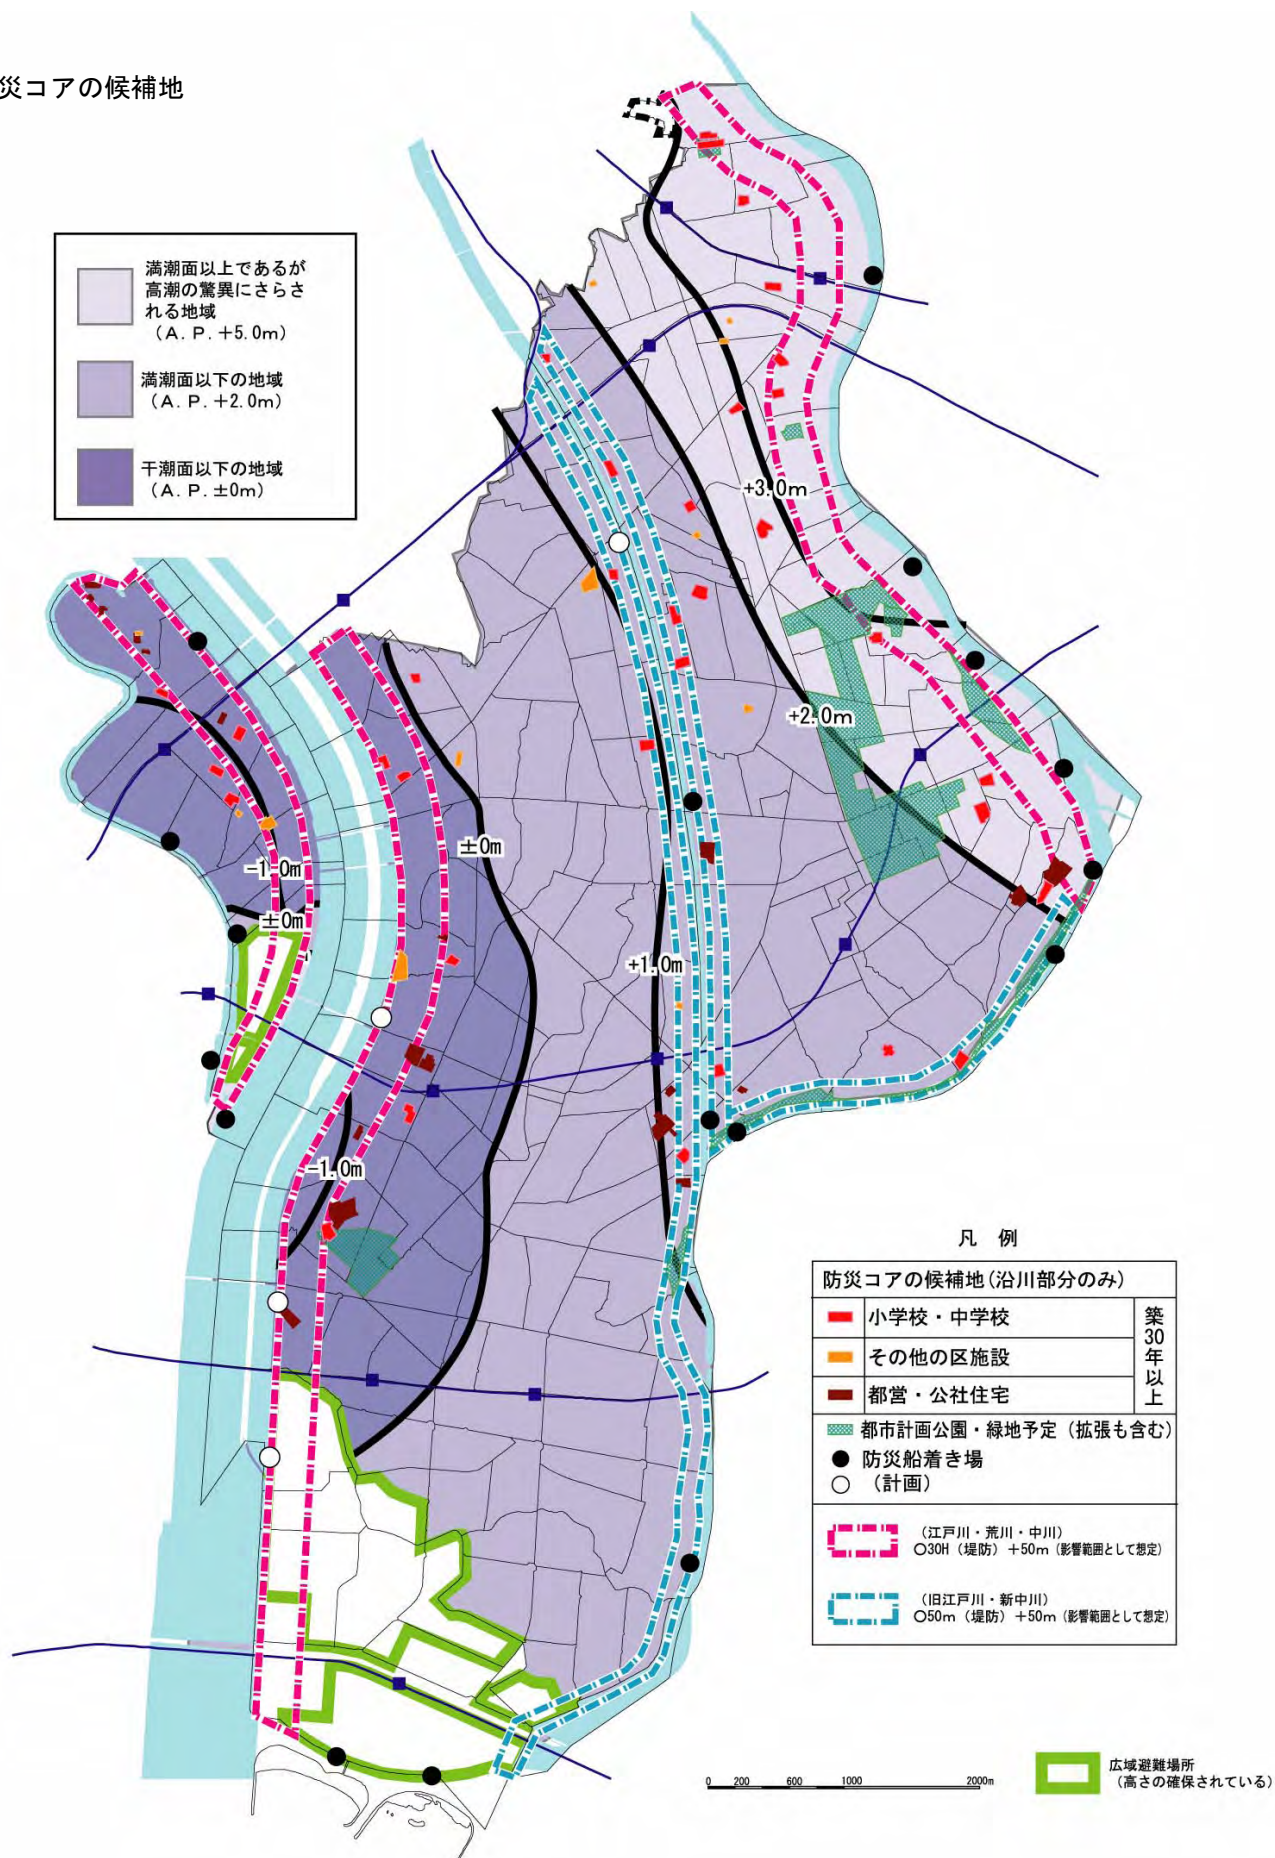 災コアの候補地
満潮面以上であるが
高潮の驚異にさらさ
れる地域
(A.P.+5.0m)
満潮面以下の地域
(A.P.+2.0m)
干潮面以下の地域
(A.P.±0m)
+3.0m
+2.0m
±0m
-1.0m
±0m
+1.0m
-1.0m
凡 例
防災コアの候補地(沿川部分のみ)
小学校・中学校
その他の区施設
都営・公社住宅
築30年以上
都市計画公園・緑地予定(拡張も含む)
防災船着き場
(計画)
(江戸川・荒川・中川)
○30H(堤防)+50m(影響範囲として想定)
(旧江戸川・新中川)
○50m(堤防)+50m(影響範囲として想定)
0 200 600 1000 2000m
広域避難場所
(高さの確保されている)